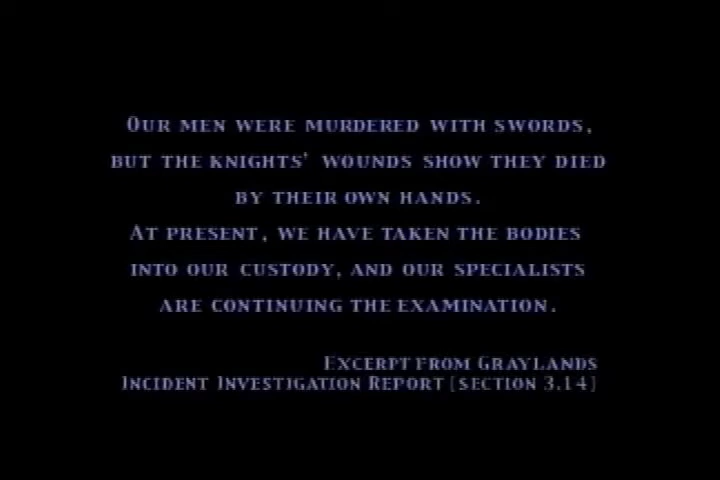 Our men were murdered with swords,
but the knights' wounds show they died
by their own hands.
At present, we have taken the bodies
into our custody, and our specialists
are continuing the examination.
Excerpt from Graylands
Incident Investigation Report [section 3.14]